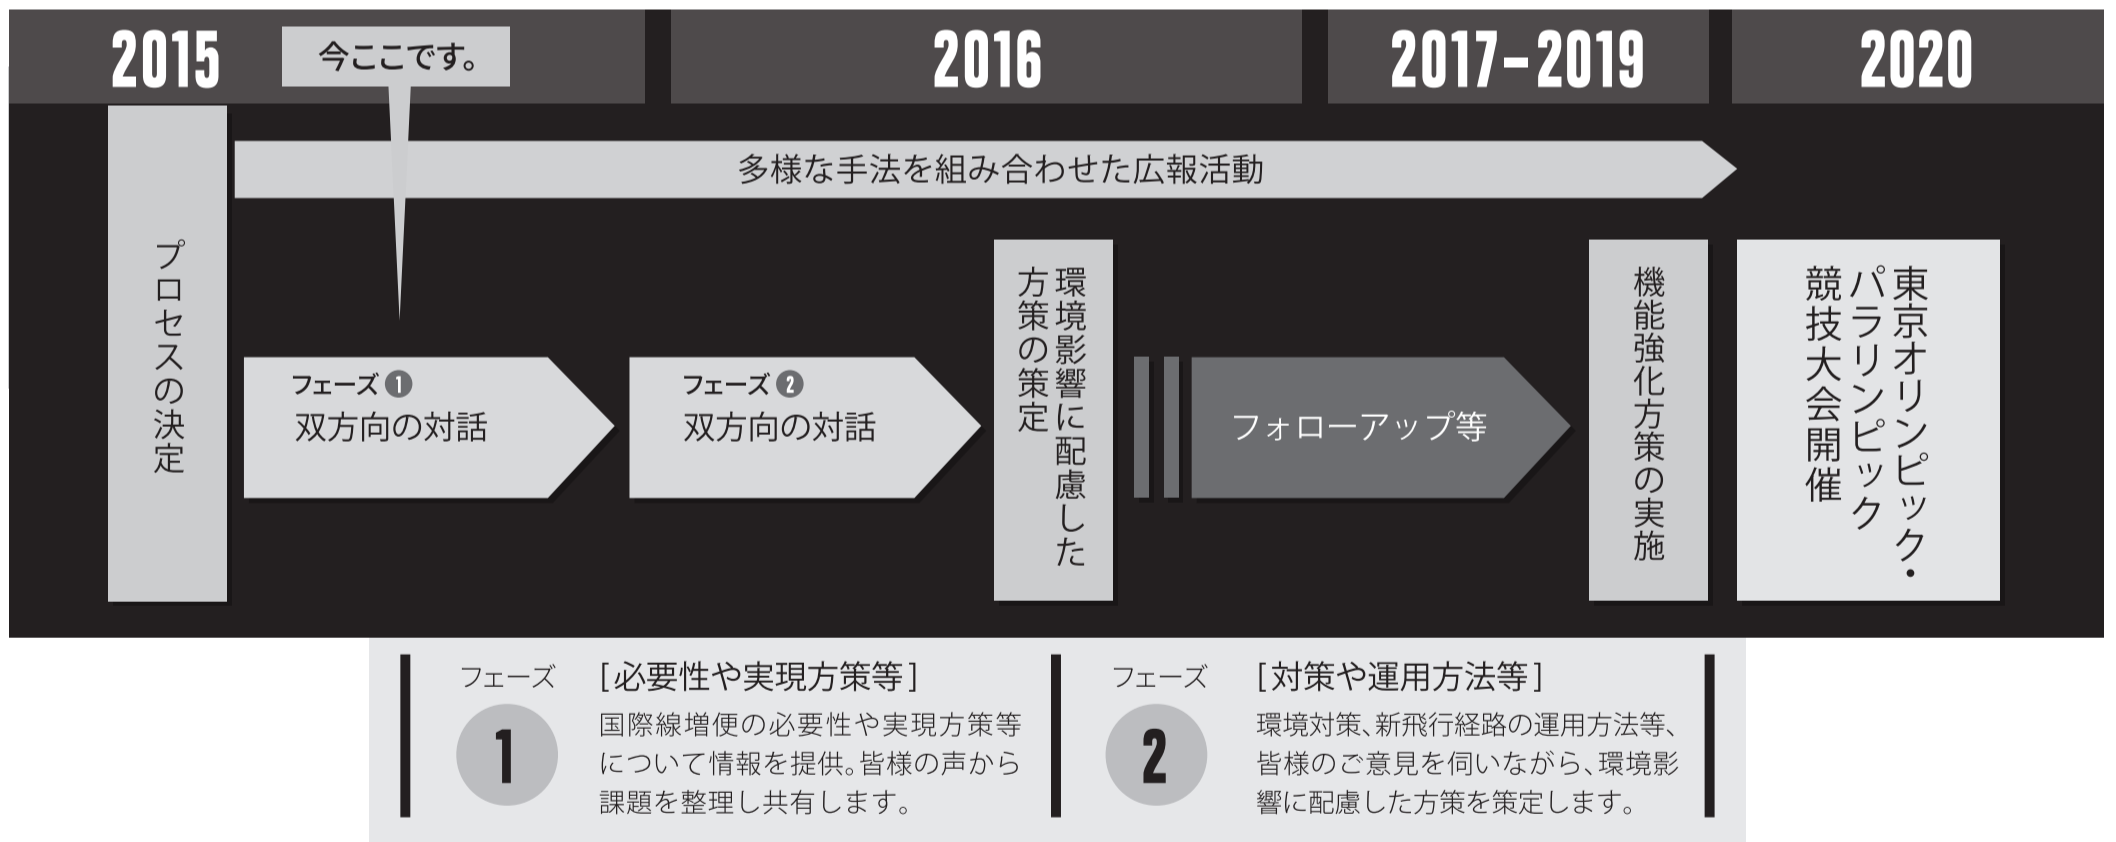 2015
今ここです。
2016
2017-2019
2020
多様な手法を組み合わせた広報活動
プロセスの決定
フェーズ1
双方向の対話
フェーズ2
双方向の対話
環境影響に配慮した
方策の策定
フォローアップ等
機能強化方策の実施
東京オリンピック・
パラリンピック
競技大会開催
フェーズ
1
[必要性や実現方策等]
国際線増便の必要性や実現方策等
について情報を提供。皆様の声から
課題を整理し共有します。
フェーズ
2
[対策や運用方法等]
環境対策、新飛行経路の運用方法等、
皆様のご意見を伺いながら、環境影
響に配慮した方策を策定します。